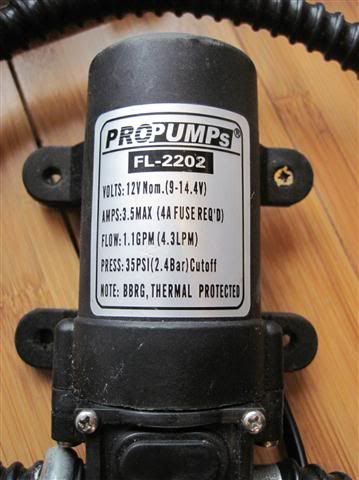 PROPUMPs®
FL-2202
VOLTS:12V Nom.(9-14.4V)
AMPS:3.5MAX (4A FUSE REQ'D)
FLOW:1.1GPM(4.3LPM)
PRESS:35PSI(2.4Bar)Cutoff
NOTE: BBRG,THERMAL PROTECTED